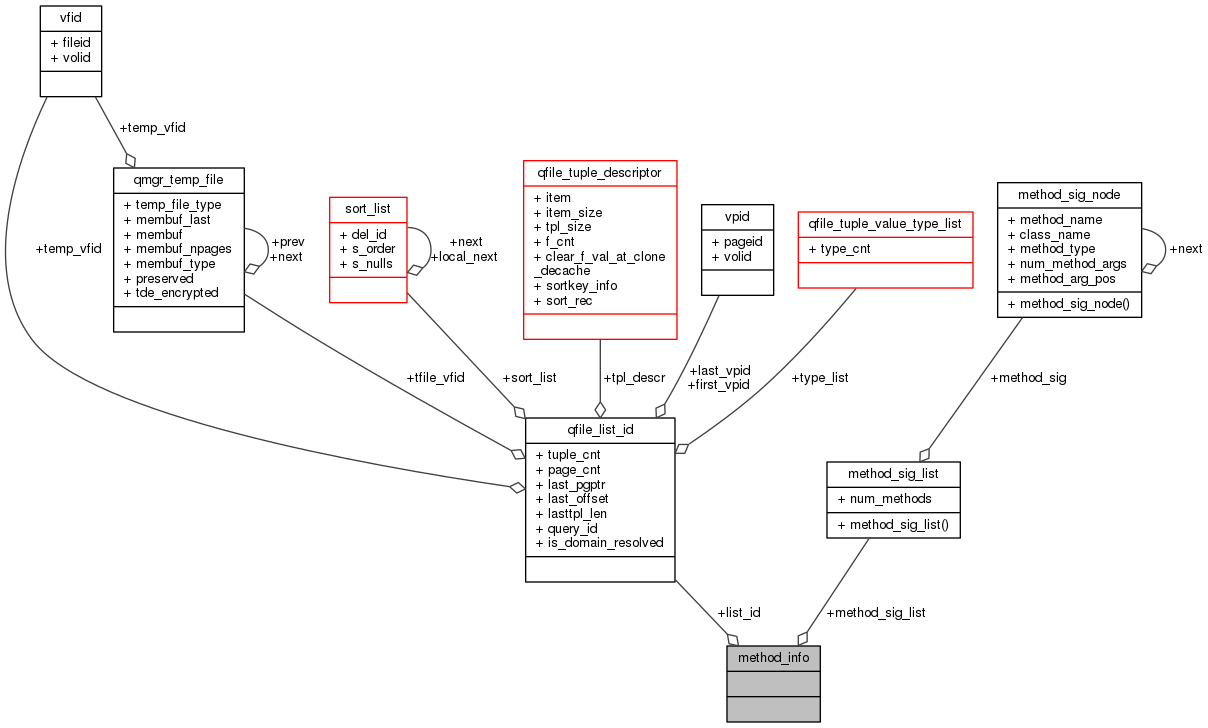 vfid
+ fileid
+ volid
+temp_vfid
qmgr_temp_file
+ temp_file_type
+ membuf_last
+ membuf
+ membuf_npages
+ membuf_type
+ preserved
+ tde_encrypted
+prev
+next
+temp_vfid
sort_list
+ del_id
+ s_order
+ s_nulls
+next
+local_next
qfile_tuple_descriptor
+ item
+ item_size
+ tpl_size
+ f_cnt
+ clear_f_val_at_clone
_decache
+ sortkey_info
+ sort_rec
vpid
+ pageid
+ volid
qfile_tuple_value_type_list
+ type_cnt
method_sig_node
+ method_name
+ class_name
+ method_type
+ num_method_args
+ method_arg_pos
+ method_sig_node()
+next
+tfile_vfid
+sort_list
+tpl_descr
+last_vpid
+first_vpid
+type_list
+method_sig
qfile_list_id
+ tuple_cnt
+ page_cnt
+ last_pgptr
+ last_offset
+ lasttpl_len
+ query_id
+ is_domain_resolved
method_sig_list
+ num_methods
+ method_sig_list()
+list_id
+method_sig_list
method_info